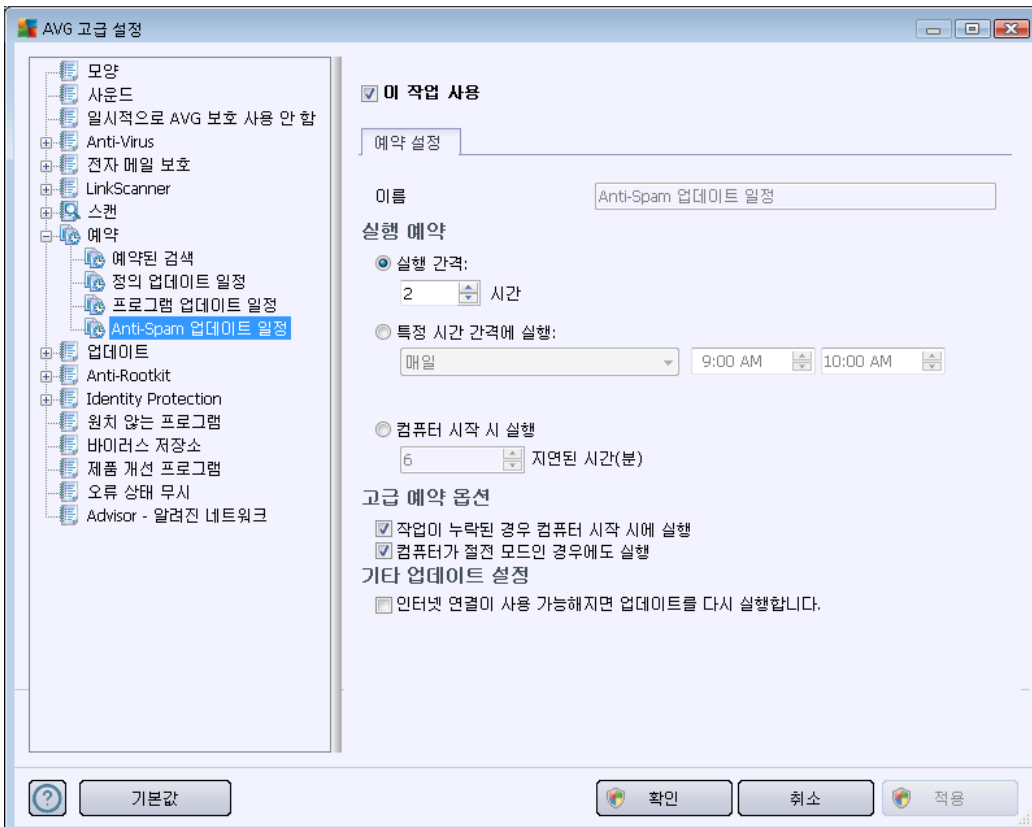 AVG 고급 설정
모양
사운드
일시적으로 AVG 보호 사용 안 함
Anti-Virus
전자 메일 보호
LinkScanner
스캔
예약
예약된 검색
정의 업데이트 일정
프로그램 업데이트 일정
Anti-Spam 업데이트 일정
업데이트
Anti-Rootkit
Identity Protection
원치 않는 프로그램
바이러스 저장소
제품 개선 프로그램
오류 상태 무시
Advisor - 알려진 네트워크
이 작업 사용
예약 설정
이름 Anti-Spam 업데이트 일정
실행 예약
실행 간격:
2 시간
특정 시간 간격에 실행:
매일 9:00 AM 10:00 AM
컴퓨터 시작 시 실행
6 지연된 시간(분)
고급 예약 옵션
작업이 누락된 경우 컴퓨터 시작 시에 실행
컴퓨터가 절전 모드인 경우에도 실행
기타 업데이트 설정
인터넷 연결이 사용 가능해지면 업데이트를 다시 실행합니다.
? 기본값 확인 취소 적용